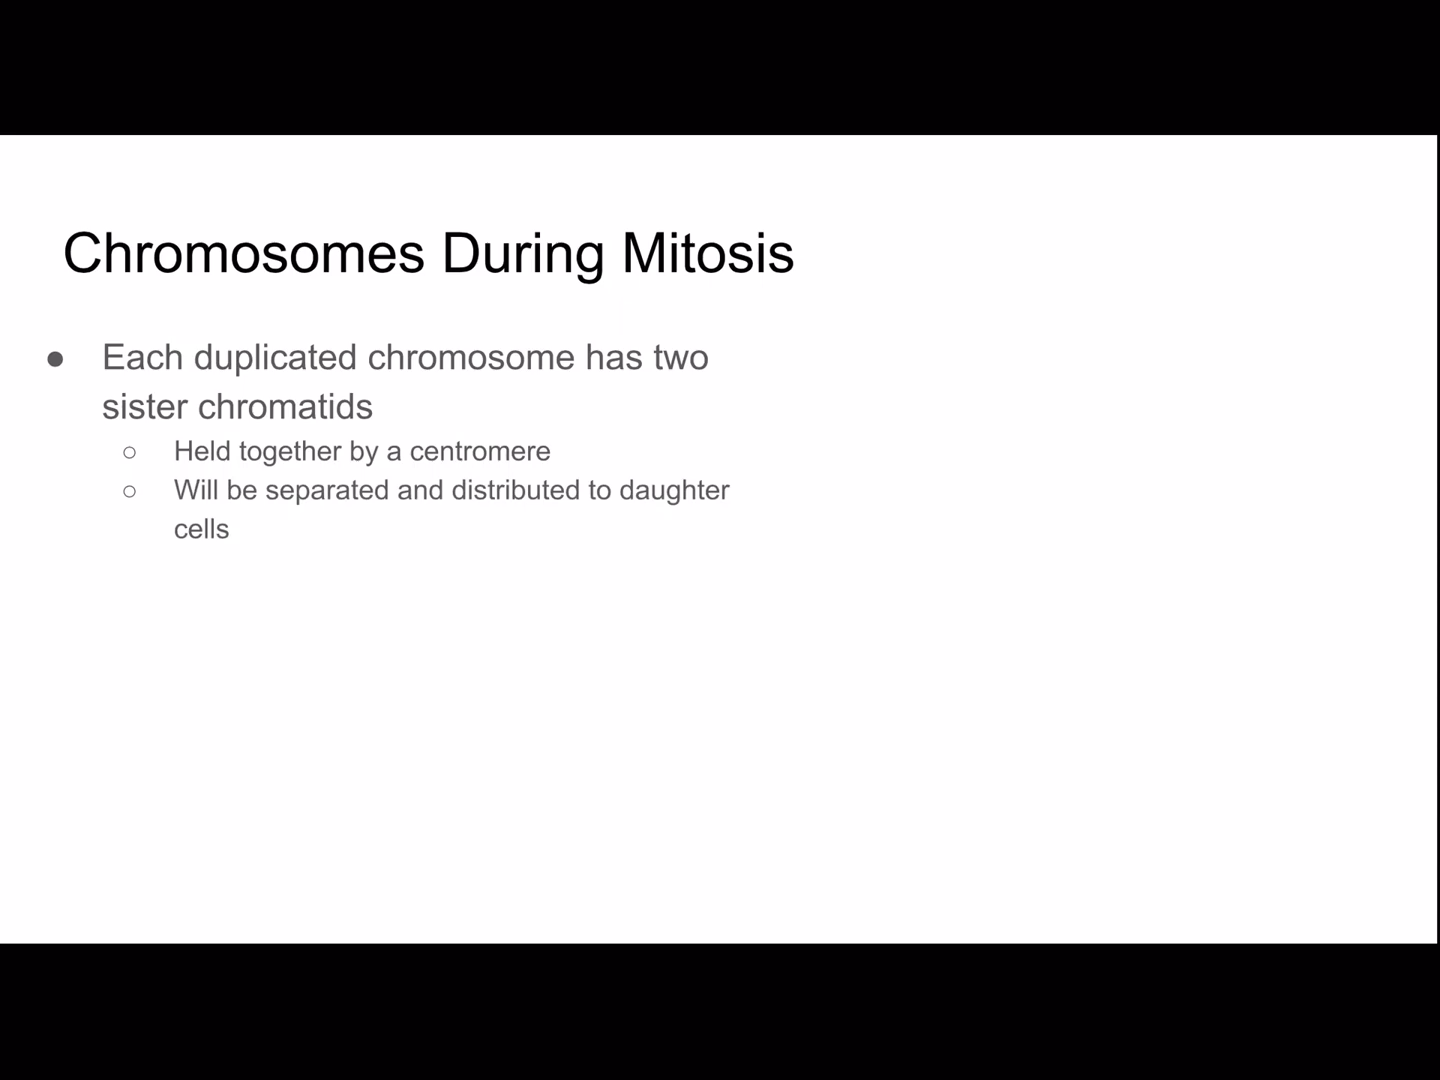 Chromosomes During Mitosis
● Each duplicated chromosome has two
sister chromatids
○ Held together by a centromere
○ Will be separated and distributed to daughter
cells